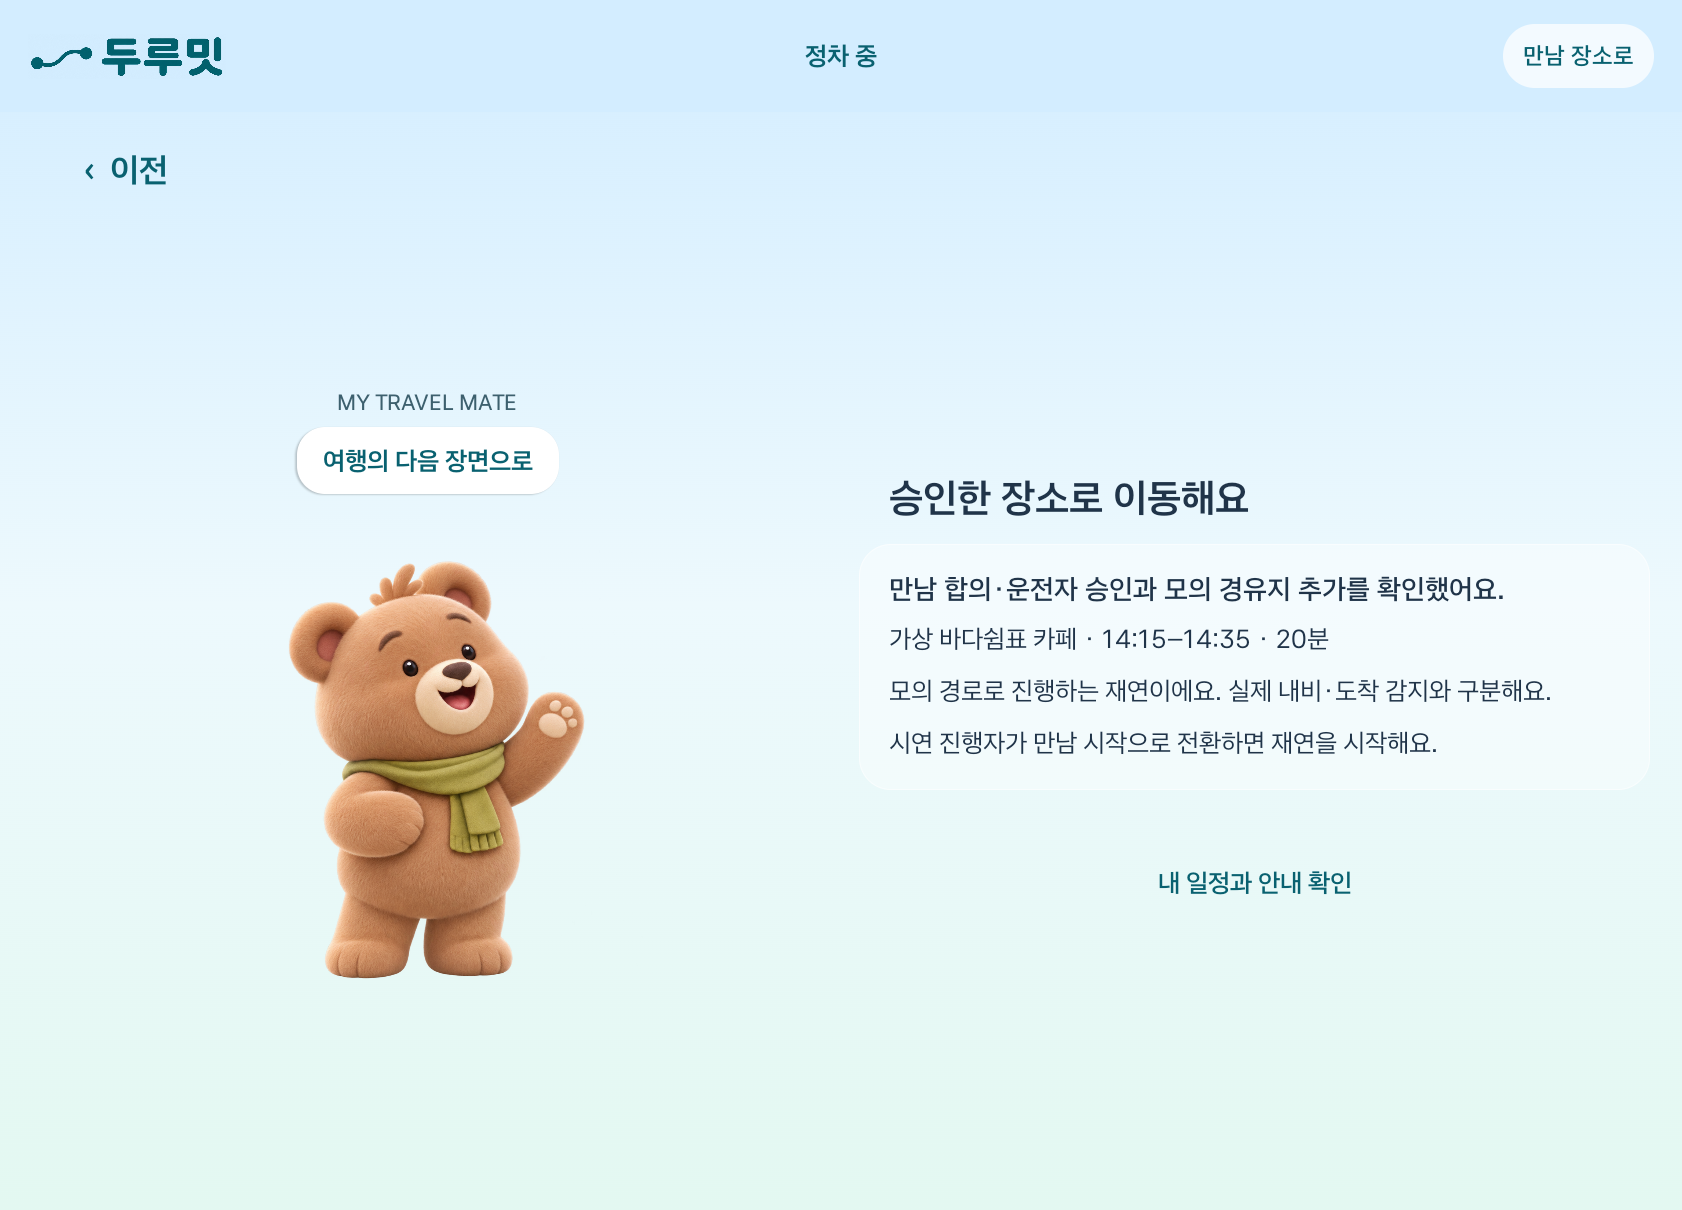 두루밋
정차 중
만남 장소로
‹ 이전
MY TRAVEL MATE
여행의 다음 장면으로
승인한 장소로 이동해요
만남 합의·운전자 승인과 모의 경유지 추가를 확인했어요.
가상 바다쉼표 카페 · 14:15–14:35 · 20분
모의 경로로 진행하는 재연이에요. 실제 내비·도착 감지와 구분해요.
시연 진행자가 만남 시작으로 전환하면 재연을 시작해요.
내 일정과 안내 확인